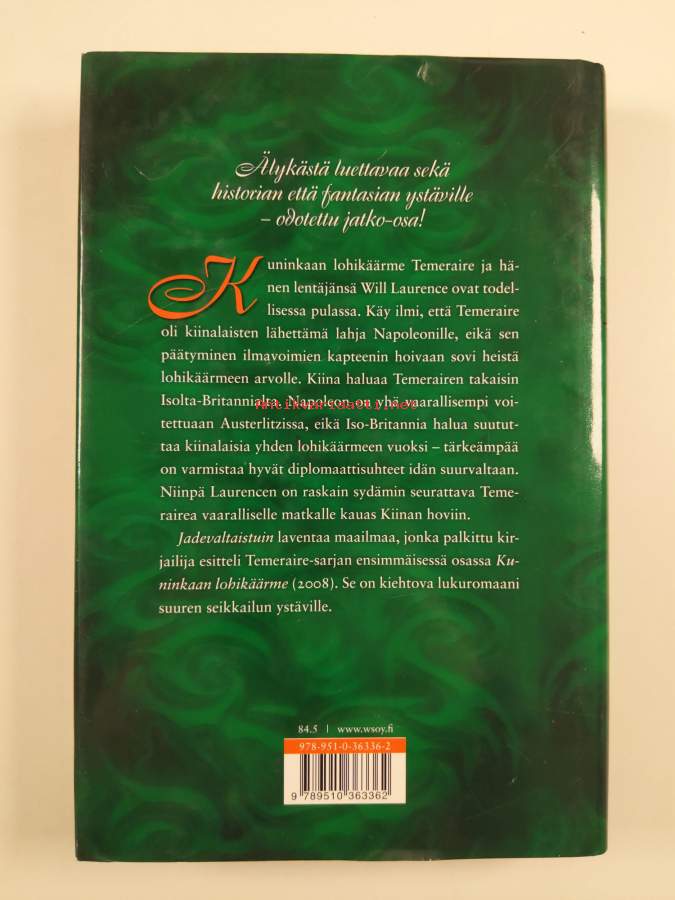 Älykästä luettavaa sekä
historian että fantasian ystäville
– odotettu jatko-osa!
Kuninkaan lohikäärme Temeraire ja hä-
nen lentäjänsä Will Laurence ovat todel-
lisessa pulassa. Käy ilmi, että Temeraire
oli kiinalaisten lähettämä lahja Napoleonille, eikä sen
päätyminen ilmavoimien kapteenin hoivaan sovi heistä
lohikäärmeen arvolle. Kiina haluaa Temerairen takaisin
Isolta-Britannialta. Napoleon on yhä vaarallisempi voi-
antikvariaatti.net
tettuaan Austerlitzissa, eikä Iso-Britannia halua suutut-
taa kiinalaisia yhden lohikäärmeen vuoksi – tärkeämpää
on varmistaa hyvät diplomaattisuhteet idän suurvaltaan.
Niinpä Laurencen on raskain sydämin seurattava Teme-
rairea vaaralliselle matkalle kauas Kiinan hoviin.
Jadevaltaistuin laventaa maailmaa, jonka palkittu kir-
jailija esitteli Temeraire-sarjan ensimmäisessä osassa Ku-
ninkaan lohikäärme (2008). Se on kiehtova lukuromaani
suuren seikkailun ystäville.
84.5 | www.wsoy.fi
978-951-0-36336-2
9 789510 363362